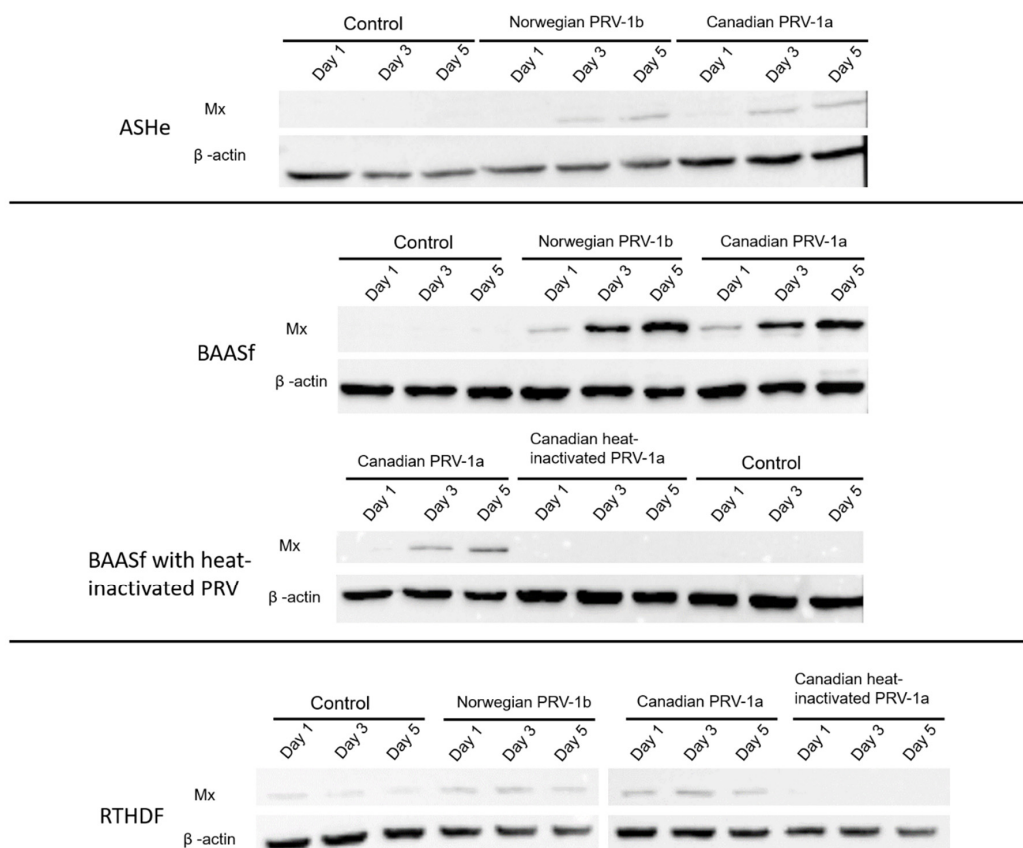 Control Norwegian PRV-1b Canadian PRV-1a
Day 1 Day 3 Day 5 Day 1 Day 3 Day 5 Day 1 Day 3 Day 5
Mx
ASHe
β -actin
Control Norwegian PRV-1b Canadian PRV-1a
Day 1 Day 3 Day 5 Day 1 Day 3 Day 5 Day 1 Day 3 Day 5
Mx
BAASf
β -actin
Canadian heat-
Canadian PRV-1a inactivated PRV-1a Control
Day 1 Day 3 Day 5 Day 1 Day 3 Day 5 Day 1 Day 3 Day 5
Mx
BAASf with heat-
inactivated PRV
β -actin
Canadian heat-
Control Norwegian PRV-1b Canadian PRV-1a inactivated PRV-1a
Day 1 Day 3 Day 5 Day 1 Day 3 Day 5 Day 1 Day 3 Day 5 Day 1 Day 3 Day 5
Mx
RTHDF
β -actin